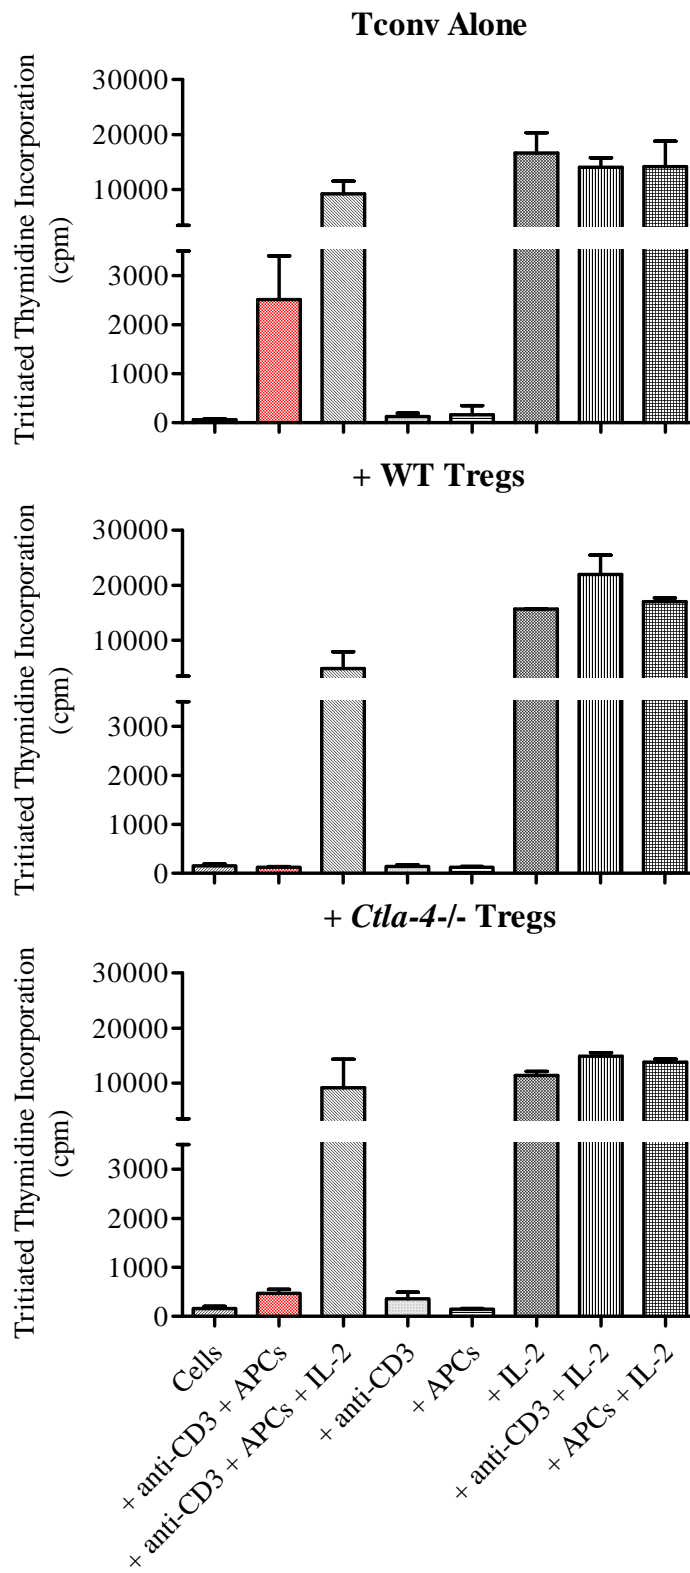 Tconv Alone
Tritiated Thymidine Incorporation
(cpm)
30000
20000
10000
3000
2000
1000
0
+ WT Tregs
Tritiated Thymidine Incorporation
(cpm)
30000
20000
10000
3000
2000
1000
0
+ Ctla-4-/- Tregs
Tritiated Thymidine Incorporation
(cpm)
30000
20000
10000
3000
2000
1000
0
Cells
+ anti-CD3 + APCs
+ anti-CD3 + APCs + IL-2
+ anti-CD3
+ APCs
+ IL-2
+ anti-CD3 + IL-2
+ APCs + IL-2